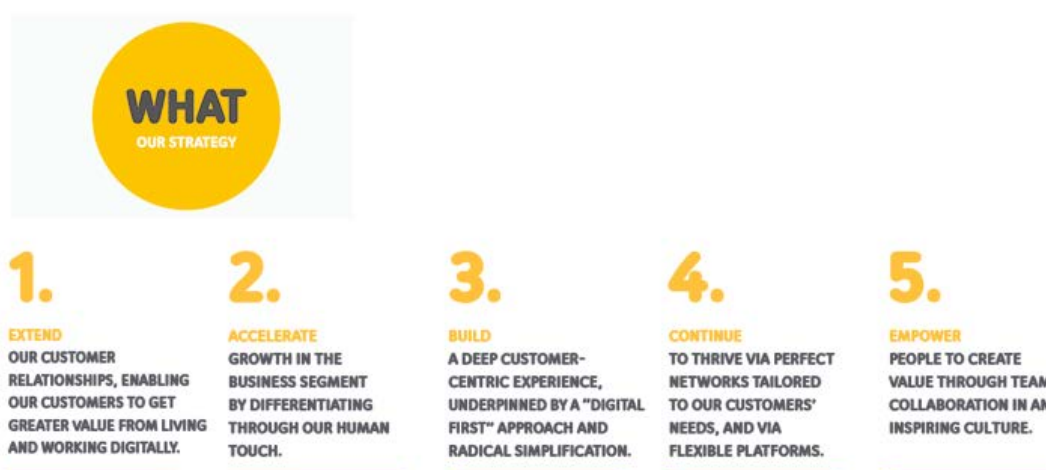 WHAT
OUR STRATEGY
1.
EXTEND
OUR CUSTOMER
RELATIONSHIPS, ENABLING
OUR CUSTOMERS TO GET
GREATER VALUE FROM LIVING
AND WORKING DIGITALLY.
2.
ACCELERATE
GROWTH IN THE
BUSINESS SEGMENT
BY DIFFERENTIATING
THROUGH OUR HUMAN
TOUCH.
3.
BUILD
A DEEP CUSTOMER-
CENTRIC EXPERIENCE,
UNDERPINNED BY A "DIGITAL
FIRST" APPROACH AND
RADICAL SIMPLIFICATION.
4.
CONTINUE
TO THRIVE VIA PERFECT
NETWORKS TAILORED
TO OUR CUSTOMERS'
NEEDS, AND VIA
FLEXIBLE PLATFORMS.
5.
EMPOWER
PEOPLE TO CREATE
VALUE THROUGH TEAM
COLLABORATION IN AN
INSPIRING CULTURE.